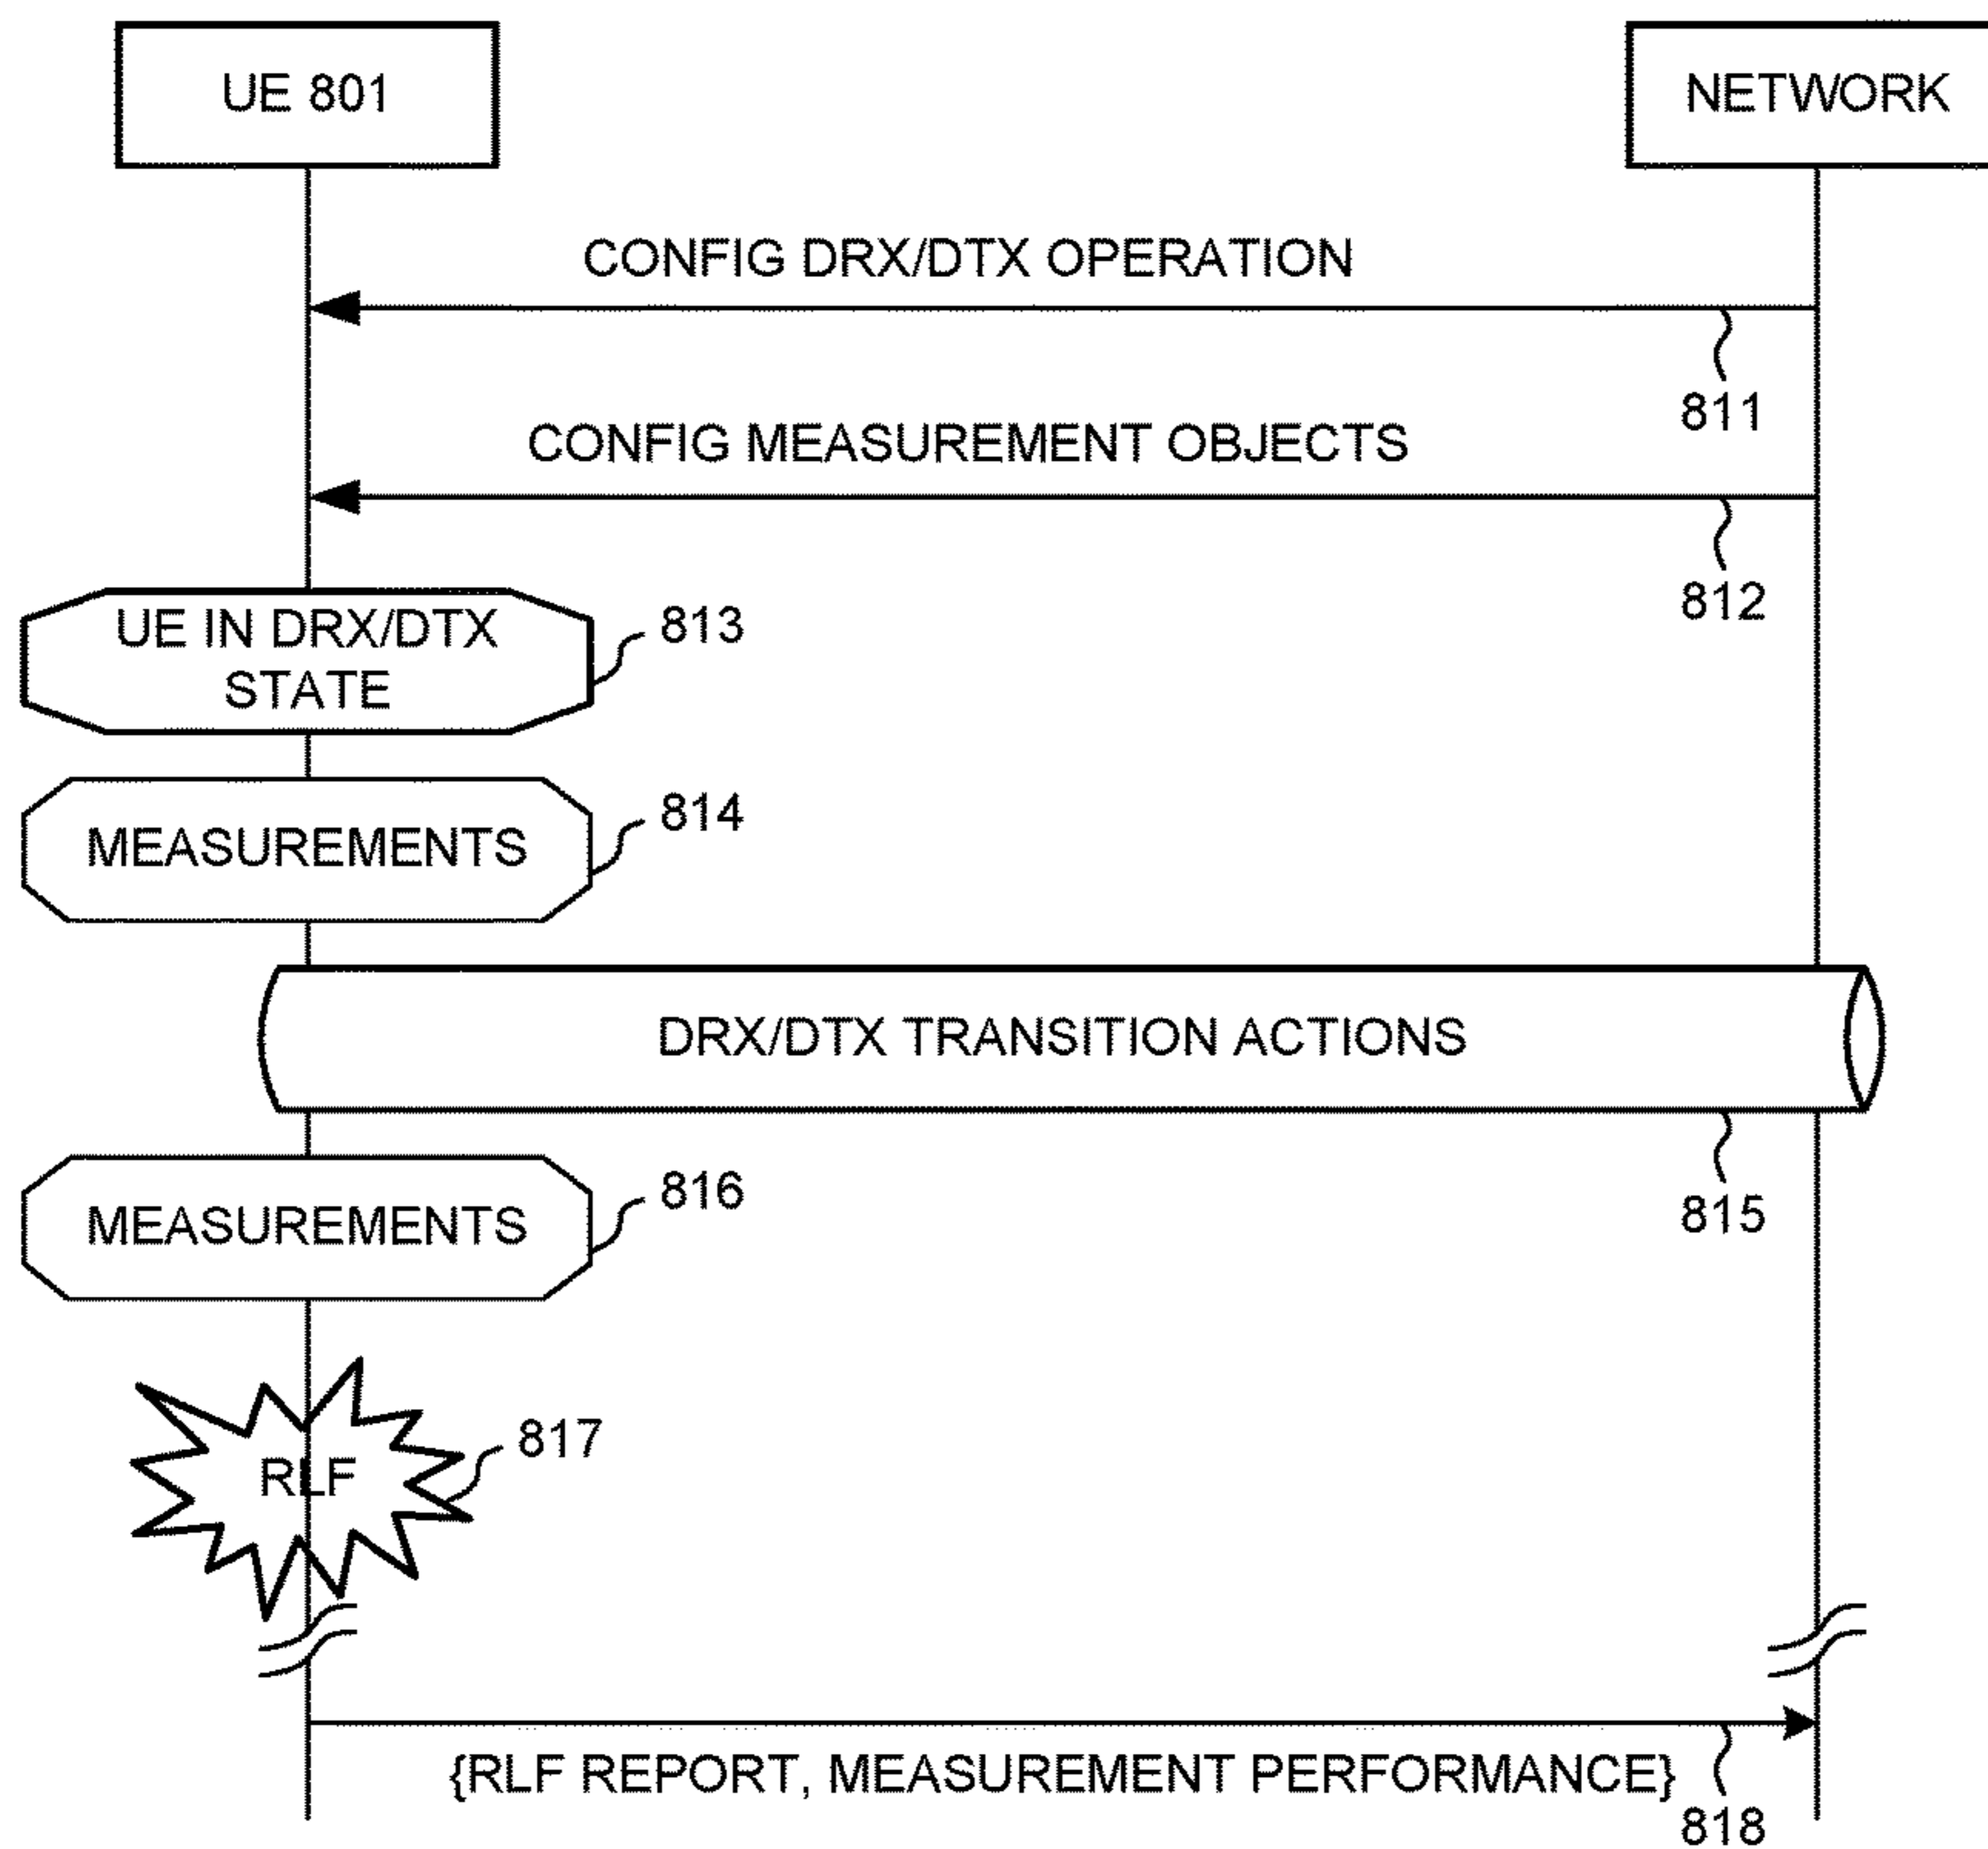 UE 801
NETWORK
CONFIG DRX/DTX OPERATION
811
CONFIG MEASUREMENT OBJECTS
812
UE IN DRX/DTX
STATE
813
MEASUREMENTS
814
DRX/DTX TRANSITION ACTIONS
815
MEASUREMENTS
816
RLF
817
{RLF REPORT, MEASUREMENT PERFORMANCE}
818